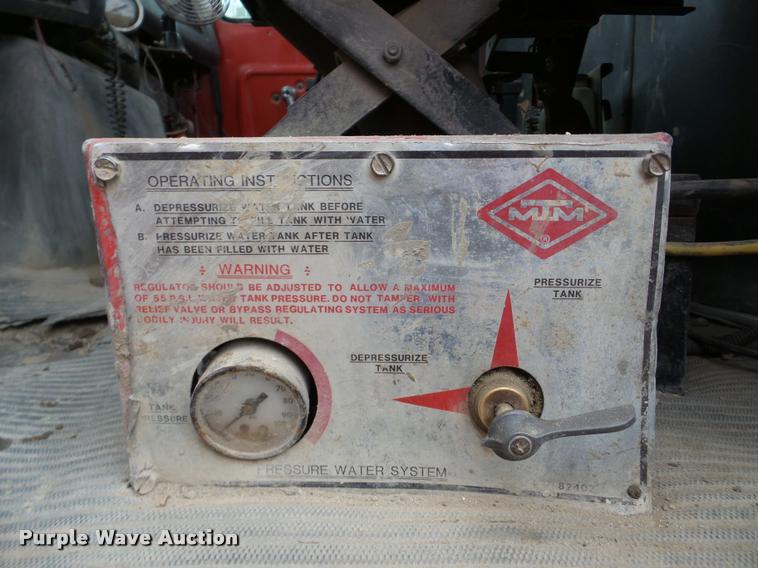 OPERATING INSTRUCTIONS
A. DEPRESSURIZE WATER TANK BEFORE
ATTEMPTING TO FILL TANK WITH WATER
B. PRESSURIZE WATER TANK AFTER TANK
HAS BEEN FILLED WITH WATER
÷ WARNING ÷
REGULATOR SHOULD BE ADJUSTED TO ALLOW A MAXIMUM
OF 55 P.S.I. WATER TANK PRESSURE. DO NOT TAMPER WITH
RELIEF VALVE OR BYPASS REGULATING SYSTEM AS SERIOUS
BODILY INJURY WILL RESULT.
MTM
®
PRESSURIZE
TANK
DEPRESSURIZE
TANK
TANK
PRESSURE
PRESSURE WATER SYSTEM
Purple Wave Auction